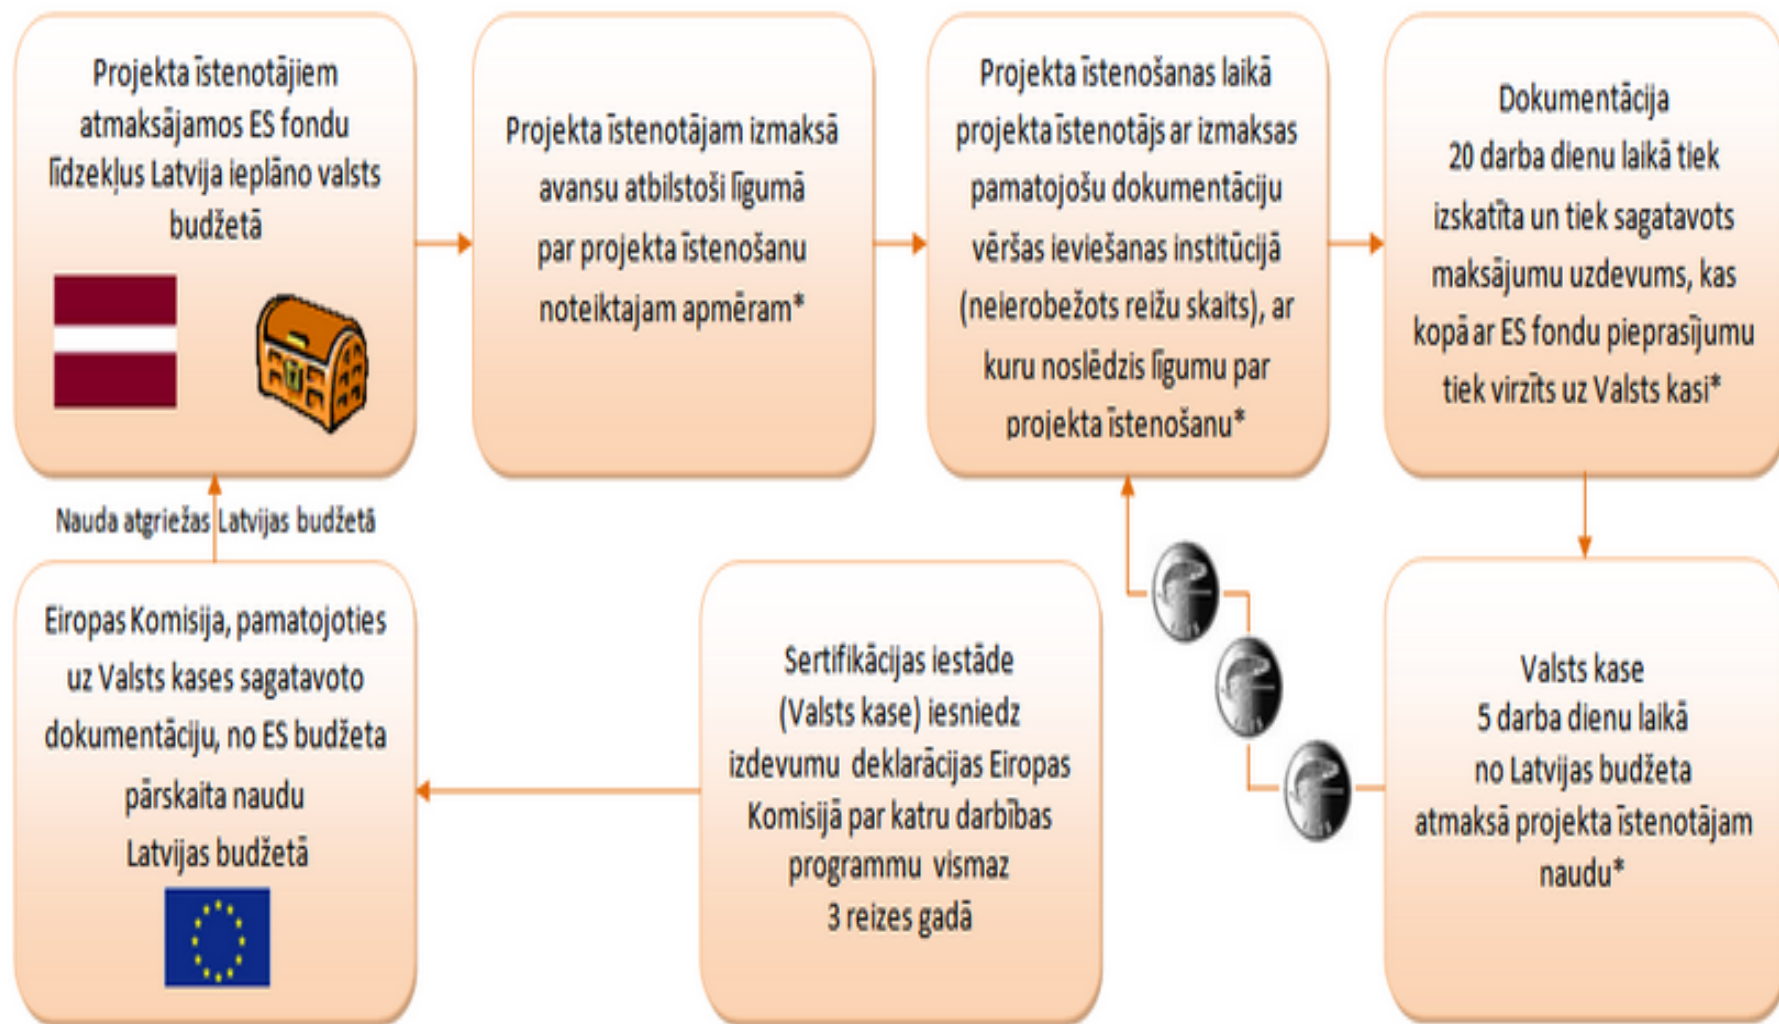 Projekta īstenotājiem
atmaksājamos ES fondu
līdzekļus Latvija ieplāno valsts
budžetā
Projekta īstenotājam izmaksā
avansu atbilstoši līgumā
par projekta īstenošanu
noteiktajam apmēram*
Projekta īstenošanas laikā
projekta īstenotājs ar izmaksas
pamatojošu dokumentāciju
vēršas ieviešanas institūcijā
(neierobežots reižu skaits), ar
kuru noslēdzis līgumu par
projekta īstenošanu*
Dokumentācija
20 darba dienu laikā tiek
izskatīta un tiek sagatavots
maksājumu uzdevums, kas
kopā ar ES fondu pieprasījumu
tiek virzīts uz Valsts kasi*
Nauda atgriežas Latvijas budžetā
Eiropas Komisija, pamatojoties
uz Valsts kases sagatavoto
dokumentāciju, no ES budžeta
pārskaita naudu
Latvijas budžetā
Sertifikācijas iestāde
(Valsts kase) iesniedz
izdevumu deklarācijas Eiropas
Komisijā par katru darbības
programmu vismaz
3 reizes gadā
Valsts kase
5 darba dienu laikā
no Latvijas budžeta
atmaksā projekta īstenotājam
naudu*